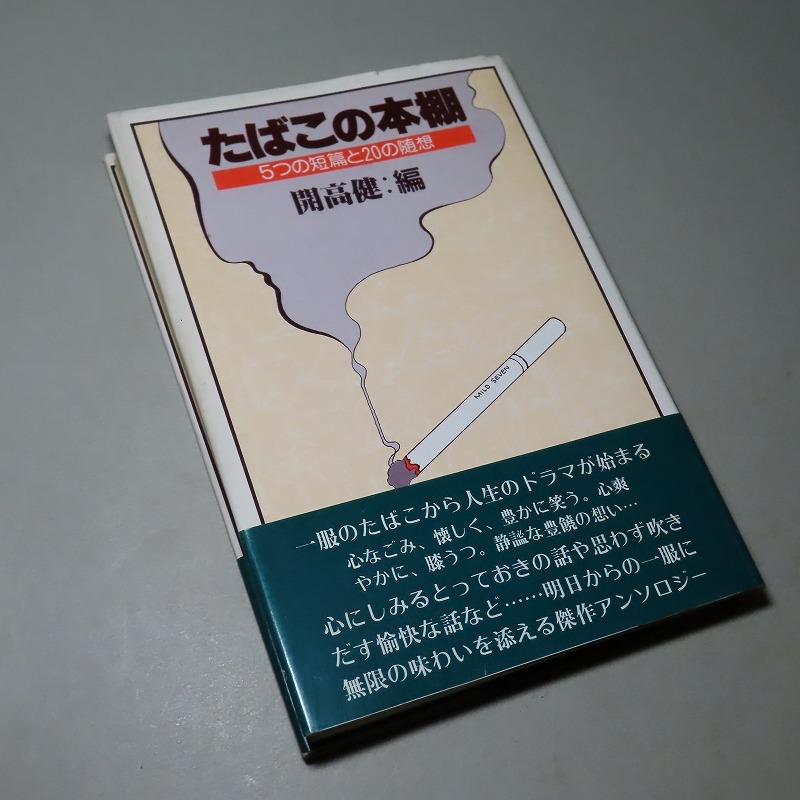 たばこの本棚
5つの短篇と20の随想
開高健:編
MILD SEVEN
一服のたばこから人生のドラマが始まる
心なごみ、懐しく、豊かに笑う。心爽
やかに、膝うつ。静謐な豊饒の想い…
心にしみるとっておきの話や思わず吹き
だす愉快な話など……明日からの一服に
無限の味わいを添える傑作アンソロジー